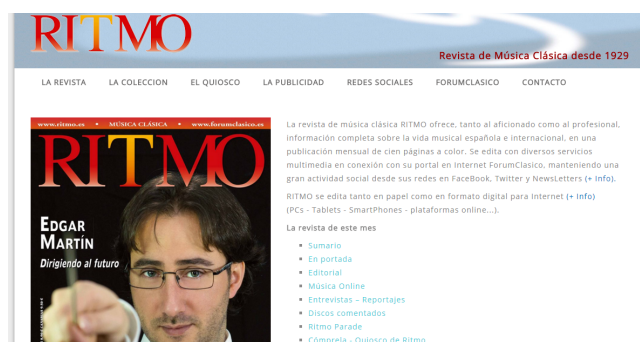 RITMO
Revista de Música Clásica desde 1929
LA REVISTA LA COLECCION EL QUIOSCO LA PUBLICIDAD REDES SOCIALES FORUMCLASICO CONTACTO
www.ritmo.es • MÚSICA CLÁSICA • www.forumclasico.es
RITMO
EDGAR
MARTÍN
Dirigiendo al futuro
La revista de música clásica RITMO ofrece, tanto al aficionado como al profesional,
información completa sobre la vida musical española e internacional, en una
publicación mensual de cien páginas a color. Se edita con diversos servicios
multimedia en conexión con su portal en Internet ForumClasico. manteniendo una
gran actividad social desde sus redes en FaceBook, Twitter y NewsLetters (+ Info).
RITMO se edita tanto en papel como en formato digital para Internet (+ Info)
(PCs - Tablets - SmartPhones - plataformas online...).
La revista de este mes
Sumario
En portada
Editorial
Música Online
Entrevistas – Reportajes
Discos comentados
Ritmo Parade
Cómprela - Quiosco de Ritmo